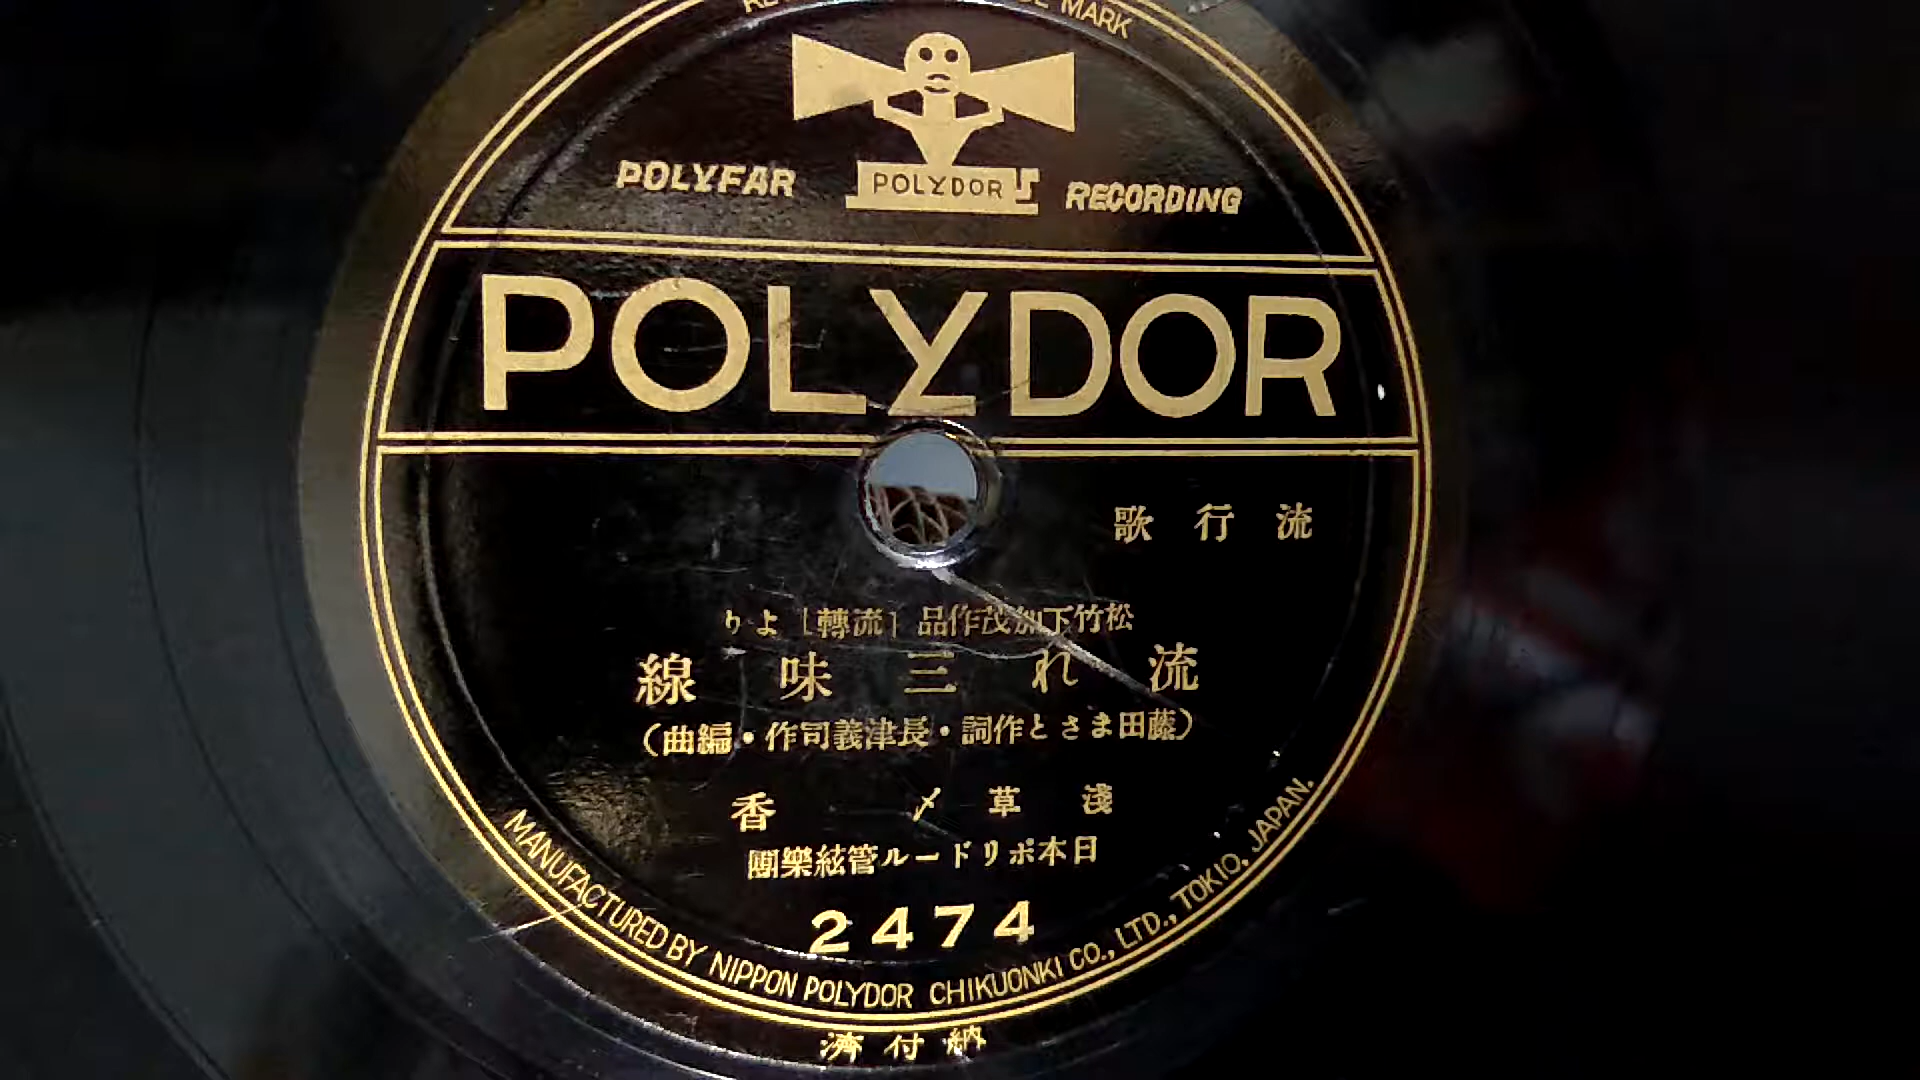 MARK
POLYFAR
POLYDOR
RECORDING
POLYDOR
流行歌
松竹下加茂作品「流轉」より
流れ三味線
(藤田まさと作詞・長津義司作・編曲)
淺草〆香
日本ポリドール管絃樂團
2474
MANUFACTURED BY NIPPON POLYDOR CHIKUONKI CO., LTD., TOKIO, JAPAN.
納付濟